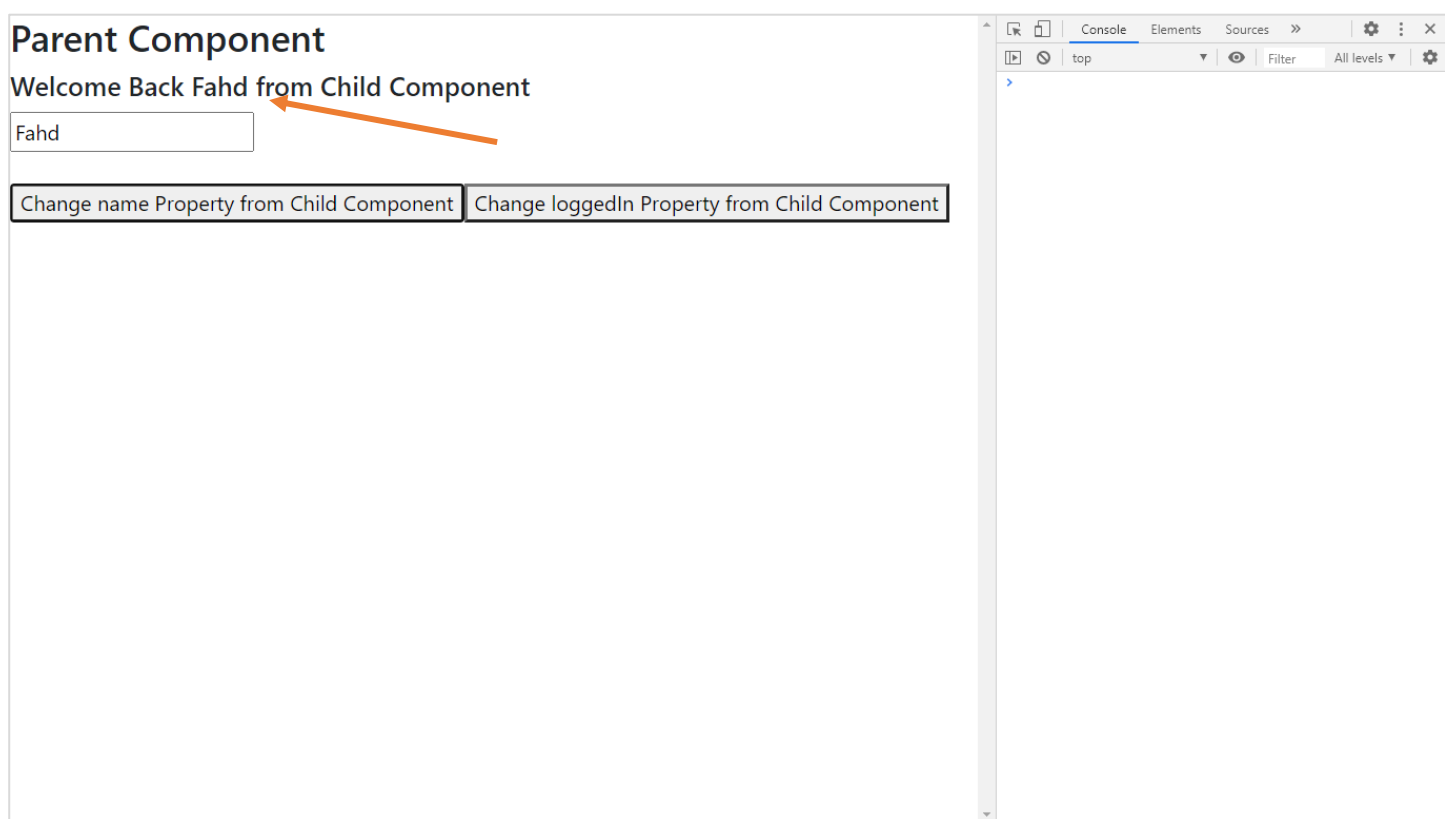 Parent Component
Welcome Back Fahd from Child Component
Fahd
Change name Property from Child Component Change loggedIn Property from Child Component
Console Elements Sources »
top Filter All levels